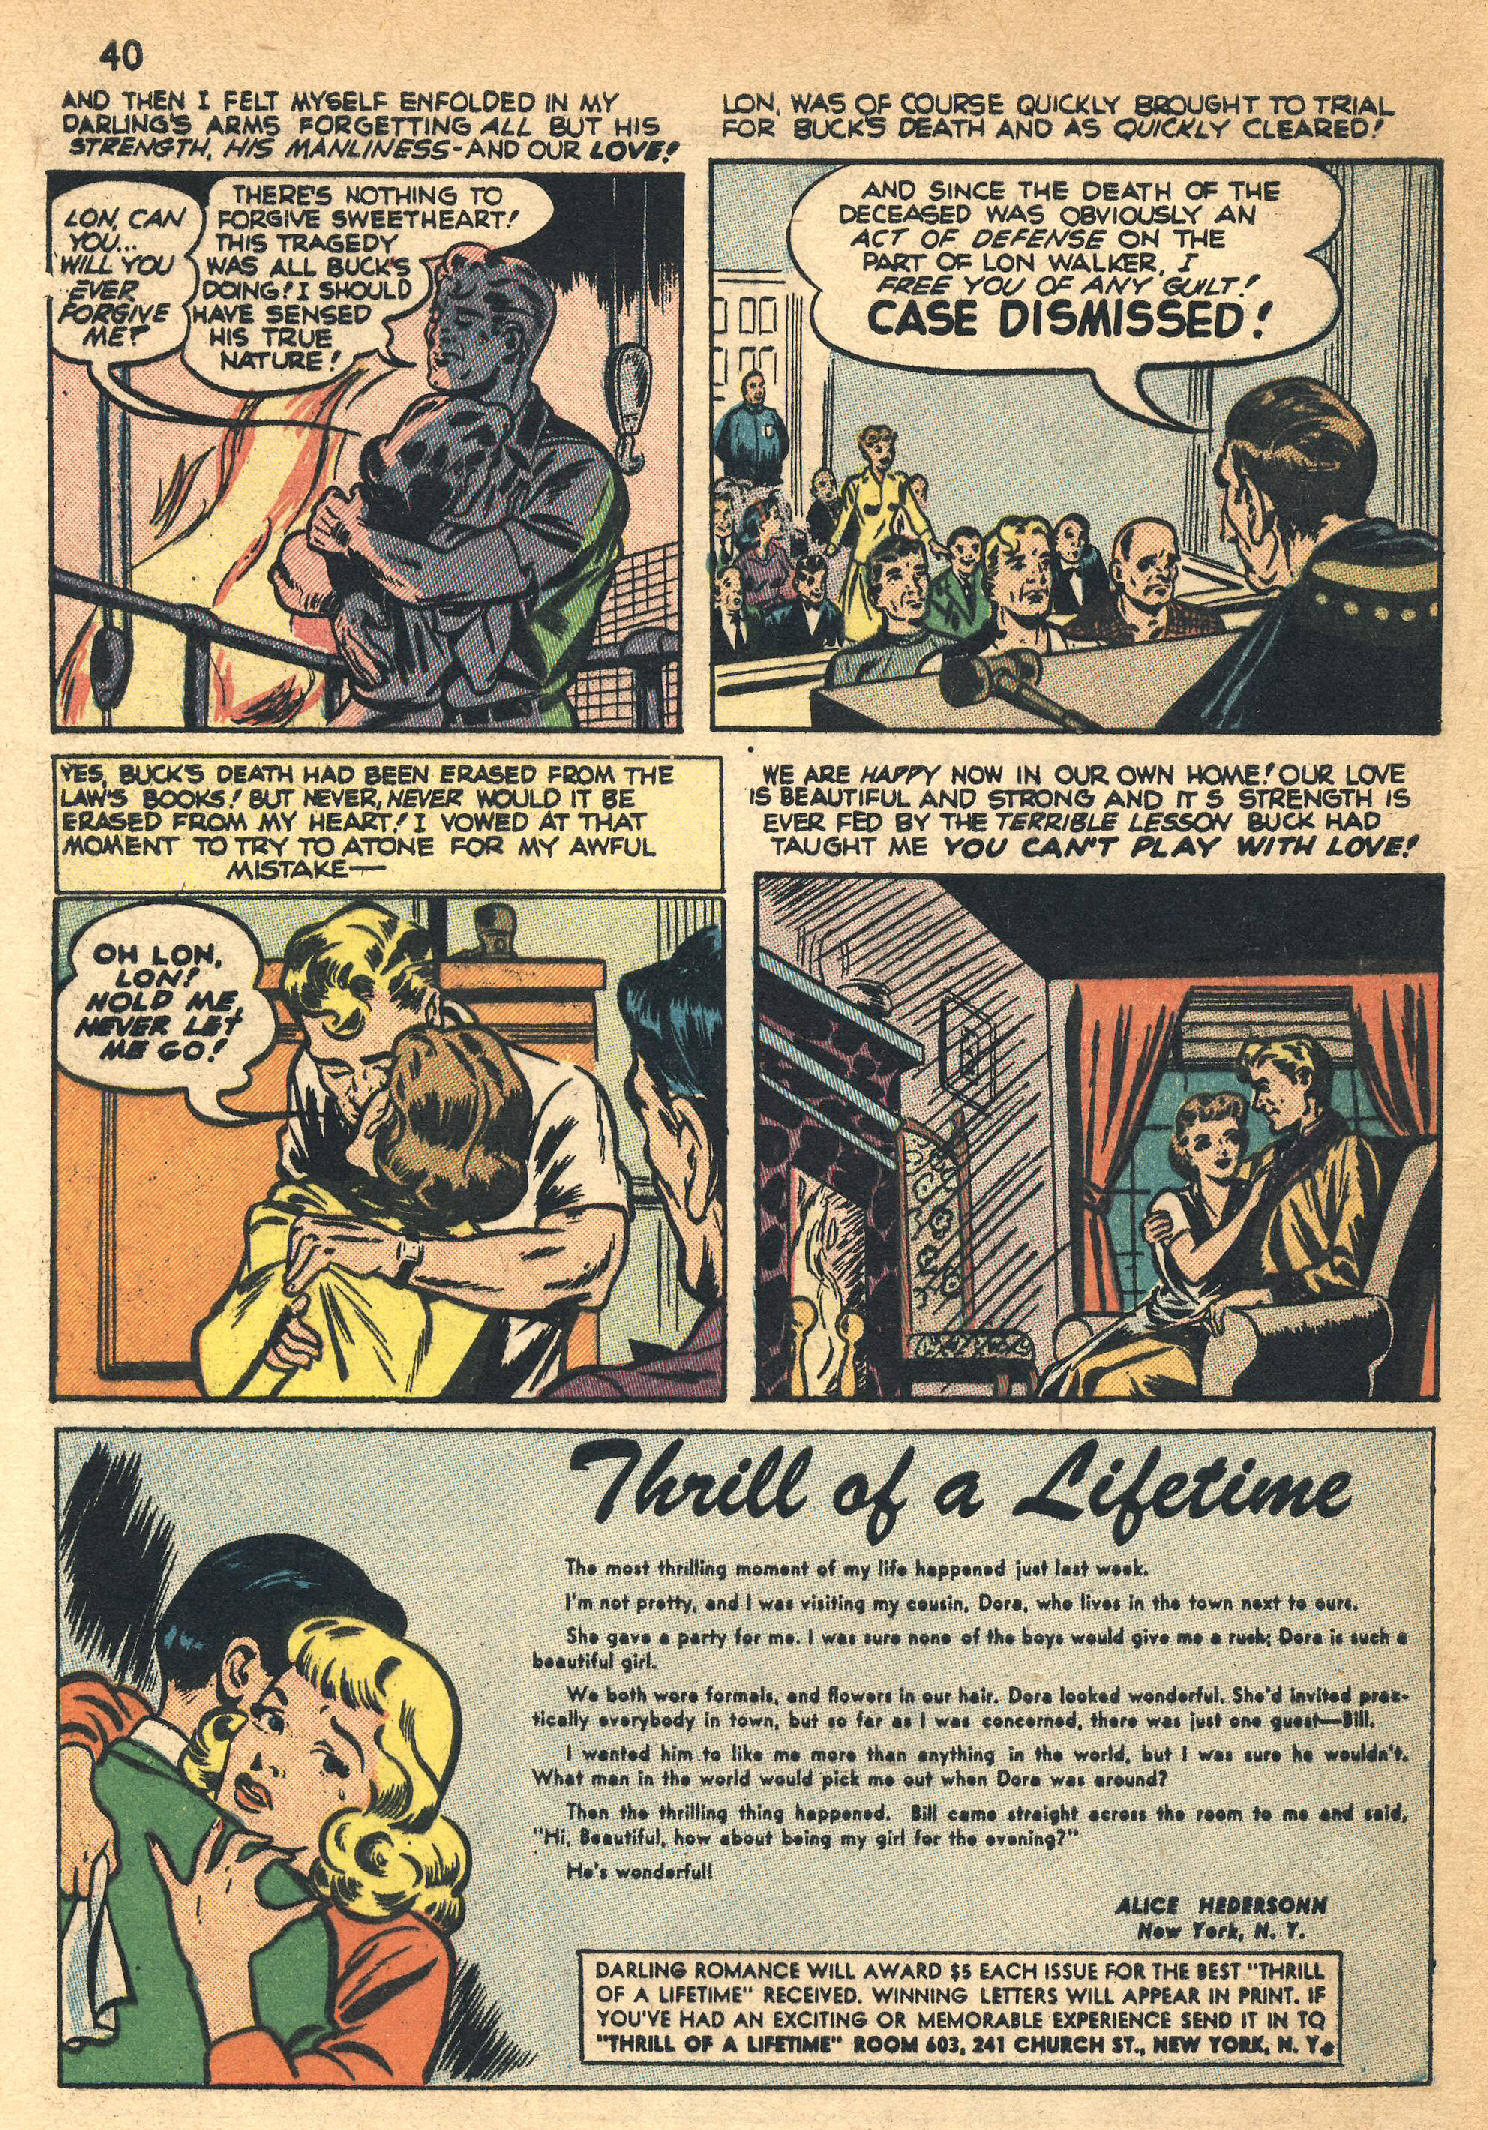 40
AND THEN I FELT MYSELF ENFOLDED IN MY
DARLING'S ARMS FORGETTING ALL BUT HIS
STRENGTH, HIS MANLINESS-AND OUR LOVE!
LON, CAN
YOU...
WILL YOU
EVER
FORGIVE
ME?
THERE'S NOTHING TO
FORGIVE SWEETHEART!
THIS TRAGEDY
WAS ALL BUCK'S
DOING! I SHOULD
HAVE SENSED
HIS TRUE
NATURE!
LON, WAS OF COURSE QUICKLY BROUGHT TO TRIAL
FOR BUCK'S DEATH AND AS QUICKLY CLEARED!
AND SINCE THE DEATH OF THE
DECEASED WAS OBVIOUSLY AN
ACT OF DEFENSE ON THE
PART OF LON WALKER, I
FREE YOU OF ANY GUILT!
CASE DISMISSED!
YES, BUCK'S DEATH HAD BEEN ERASED FROM THE
LAW'S BOOKS! BUT NEVER, NEVER WOULD IT BE
ERASED FROM MY HEART! I VOWED AT THAT
MOMENT TO TRY TO ATONE FOR MY AWFUL
MISTAKE—
OH LON,
LON!
HOLD ME,
NEVER LET
ME GO!
WE ARE HAPPY NOW IN OUR OWN HOME! OUR LOVE
IS BEAUTIFUL AND STRONG AND IT'S STRENGTH IS
EVER FED BY THE TERRIBLE LESSON BUCK HAD
TAUGHT ME YOU CAN'T PLAY WITH LOVE!
Thrill of a Lifetime
The most thrilling moment of my life happened just last week.
I'm not pretty, and I was visiting my cousin, Dora, who lives in the town next to ours.
She gave a party for me. I was sure none of the boys would give me a rush; Dora is such a
beautiful girl.
We both wore formals, and flowers in our hair. Dora looked wonderful. She'd invited prac-
tically everybody in town, but so far as I was concerned, there was just one guest—Bill.
I wanted him to like me more than anything in the world, but I was sure he wouldn't.
What man in the world would pick me out when Dora was around?
Then the thrilling thing happened. Bill came straight across the room to me and said,
"Hi, Beautiful, how about being my girl for the evening?"
He's wonderful!
ALICE HEDERSONN
New York, N. Y.
DARLING ROMANCE WILL AWARD $5 EACH ISSUE FOR THE BEST "THRILL
OF A LIFETIME" RECEIVED. WINNING LETTERS WILL APPEAR IN PRINT. IF
YOU'VE HAD AN EXCITING OR MEMORABLE EXPERIENCE SEND IT IN TO
"THRILL OF A LIFETIME" ROOM 603, 241 CHURCH ST., NEW YORK, N. Y.